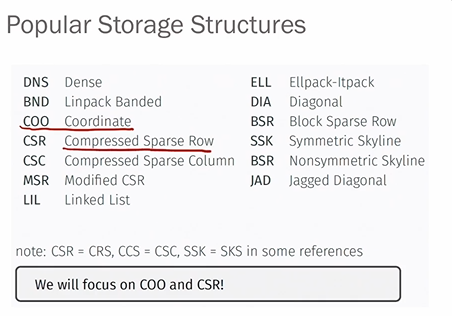 Popular Storage Structures
DNS Dense
BND Linpack Banded
COO Coordinate
CSR Compressed Sparse Row
CSC Compressed Sparse Column
MSR Modified CSR
LIL Linked List
ELL Ellpack-Itpack
DIA Diagonal
BSR Block Sparse Row
SSK Symmetric Skyline
BSR Nonsymmetric Skyline
JAD Jagged Diagonal
note: CSR = CRS, CCS = CSC, SSK = SKS in some references
We will focus on COO and CSR!